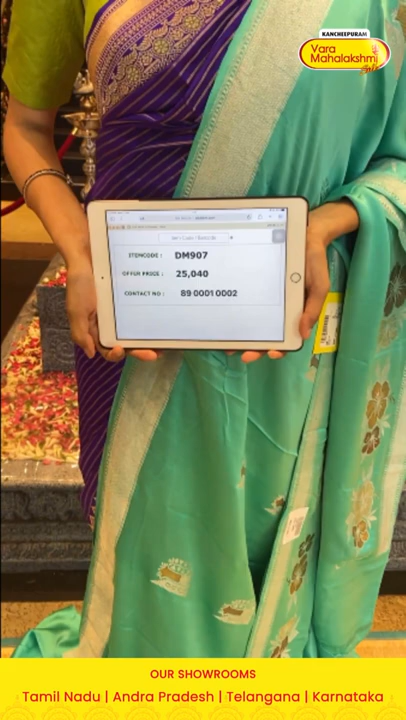 KANCHEEPURAM
Vara
Mahalakshmi
Silks
ITEMCODE : DM907
OFFER PRICE : 25,040
CONTACT NO : 89 0001 0002
OUR SHOWROOMS
Tamil Nadu | Andra Pradesh | Telangana | Karnataka